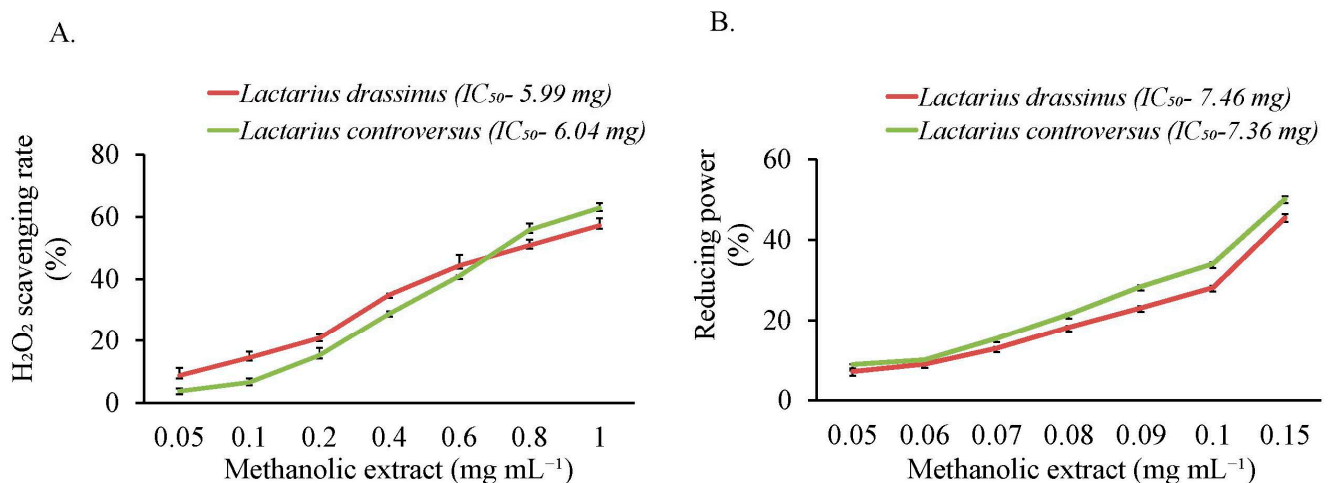 A.
Lactarius drassinus (IC₅₀- 5.99 mg)
Lactarius controversus (IC₅₀- 6.04 mg)
H₂O₂ scavenging rate
(%)
80
60
40
20
0
0.05 0.1 0.2 0.4 0.6 0.8 1
Methanolic extract (mg mL⁻¹)
B.
Lactarius drassinus (IC₅₀- 7.46 mg)
Lactarius controversus (IC₅₀-7.36 mg)
Reducing power
(%)
60
40
20
0
0.05 0.06 0.07 0.08 0.09 0.1 0.15
Methanolic extract (mg mL⁻¹)